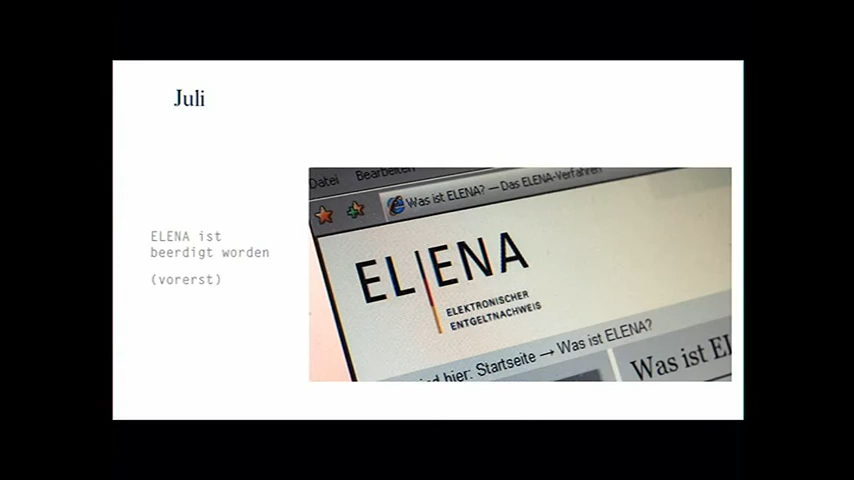 Juli
ELENA ist
beerdigt worden
(vorerst)
Datei Bearbeiten
Was ist ELENA? — Das ELENA-Verfahren
EL|ENA
ELEKTRONISCHER
ENTGELTNACHWEIS
hier: Startseite → Was ist ELENA?
Was ist